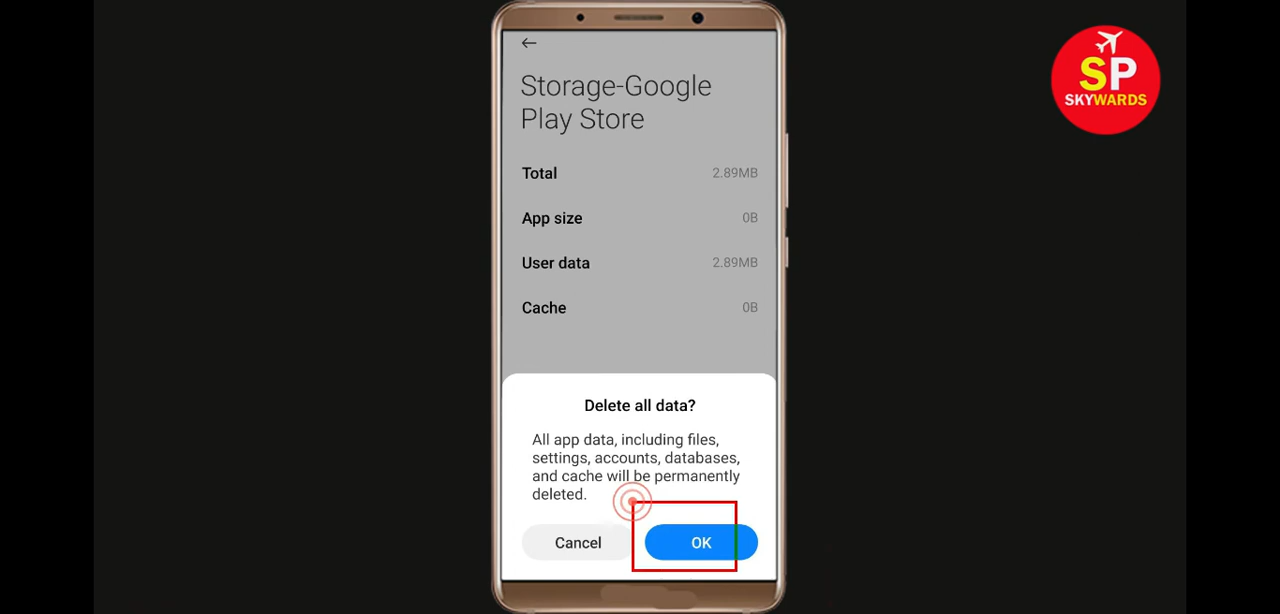 SP
SKYWARDS
Storage-Google
Play Store
Total 2.89MB
App size 0B
User data 2.89MB
Cache 0B
Delete all data?
All app data, including files,
settings, accounts, databases,
and cache will be permanently
deleted.
Cancel OK